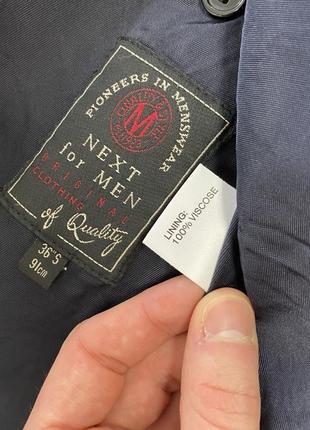 PIONEERS IN MENSWEAR
M
NEXT
for MEN
ORIGINAL
CLOTHING
of Quality
36"S
91cm
LINING:
100% VISCOSE